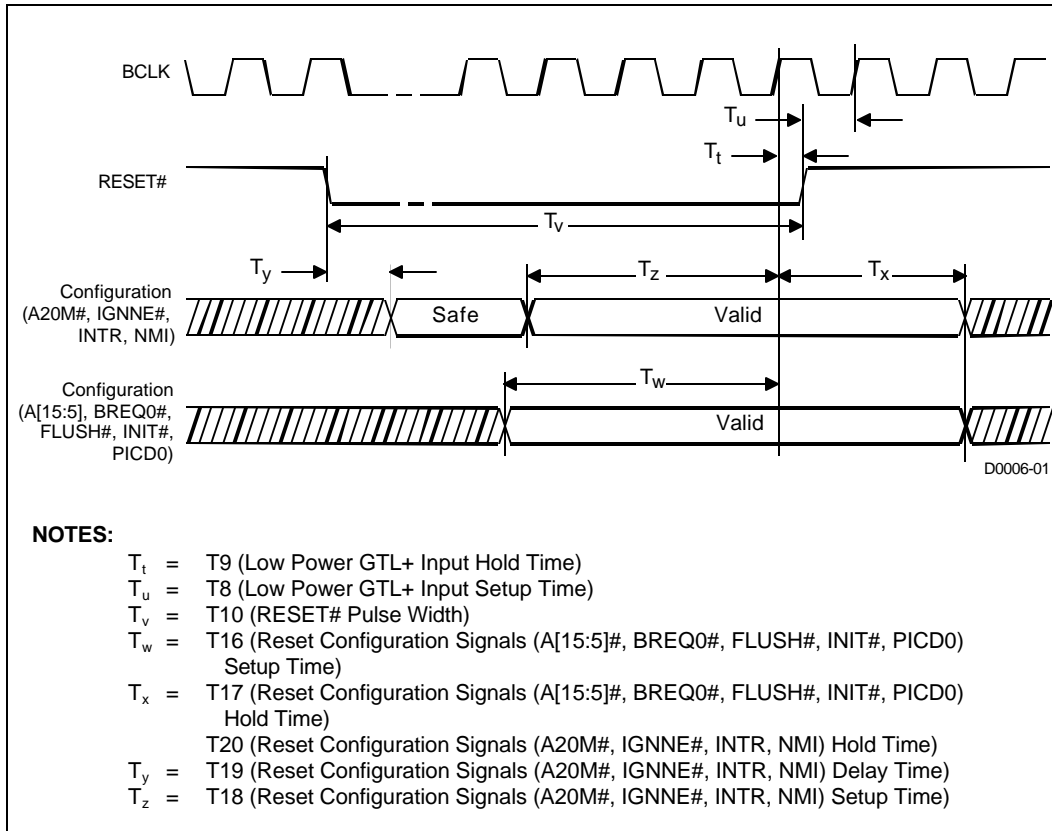 BCLK
Tu
Tt
RESET#
Tv
Ty
Tz
Tx
Configuration
(A20M#, IGNNE#,
INTR, NMI)
Safe
Valid
Tw
Configuration
(A[15:5], BREQ0#,
FLUSH#, INIT#,
PICD0)
Valid
D0006-01
NOTES:
Tt = T9 (Low Power GTL+ Input Hold Time)
Tu = T8 (Low Power GTL+ Input Setup Time)
Tv = T10 (RESET# Pulse Width)
Tw = T16 (Reset Configuration Signals (A[15:5]#, BREQ0#, FLUSH#, INIT#, PICD0)
Setup Time)
Tx = T17 (Reset Configuration Signals (A[15:5]#, BREQ0#, FLUSH#, INIT#, PICD0)
Hold Time)
T20 (Reset Configuration Signals (A20M#, IGNNE#, INTR, NMI) Hold Time)
Ty = T19 (Reset Configuration Signals (A20M#, IGNNE#, INTR, NMI) Delay Time)
Tz = T18 (Reset Configuration Signals (A20M#, IGNNE#, INTR, NMI) Setup Time)